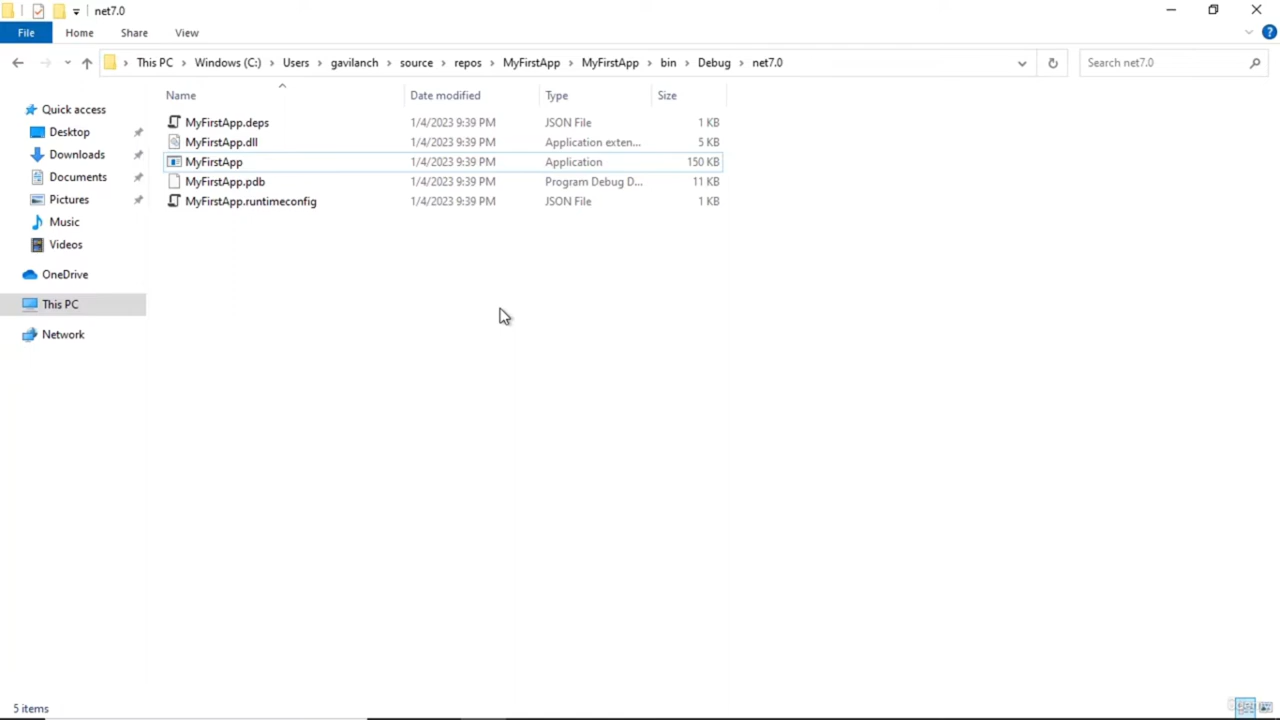 net7.0
File Home Share View
This PC Windows (C:) Users gavilanch source repos MyFirstApp MyFirstApp bin Debug net7.0 Search net7.0
Name Date modified Type Size
Quick access
Desktop
Downloads
Documents
Pictures
Music
Videos
OneDrive
This PC
Network
MyFirstApp.deps 1/4/2023 9:39 PM JSON File 1 KB
MyFirstApp.dll 1/4/2023 9:39 PM Application exten... 5 KB
MyFirstApp 1/4/2023 9:39 PM Application 150 KB
MyFirstApp.pdb 1/4/2023 9:39 PM Program Debug D... 11 KB
MyFirstApp.runtimeconfig 1/4/2023 9:39 PM JSON File 1 KB
5 items